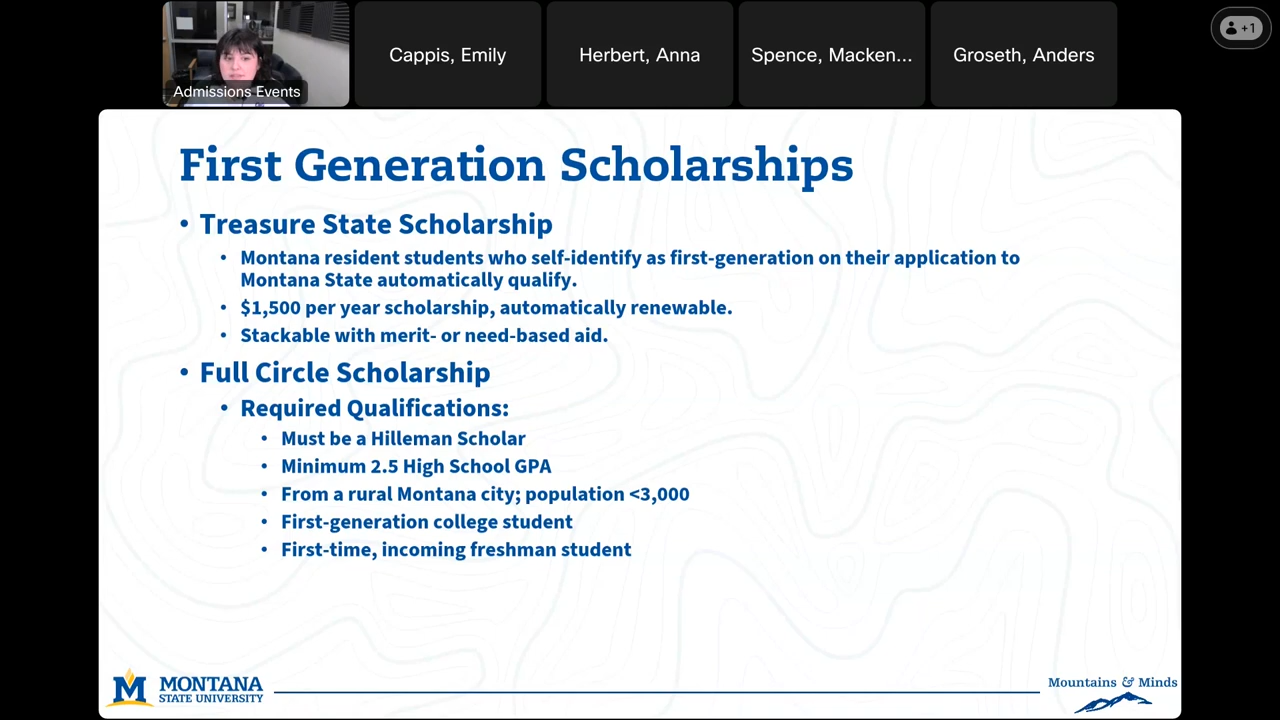 Admissions Events
Cappis, Emily
Herbert, Anna
Spence, Macken...
Groseth, Anders
+1
First Generation Scholarships
• Treasure State Scholarship
• Montana resident students who self-identify as first-generation on their application to
Montana State automatically qualify.
• $1,500 per year scholarship, automatically renewable.
• Stackable with merit- or need-based aid.
• Full Circle Scholarship
• Required Qualifications:
• Must be a Hilleman Scholar
• Minimum 2.5 High School GPA
• From a rural Montana city; population <3,000
• First-generation college student
• First-time, incoming freshman student
M MONTANA
STATE UNIVERSITY
Mountains & Minds